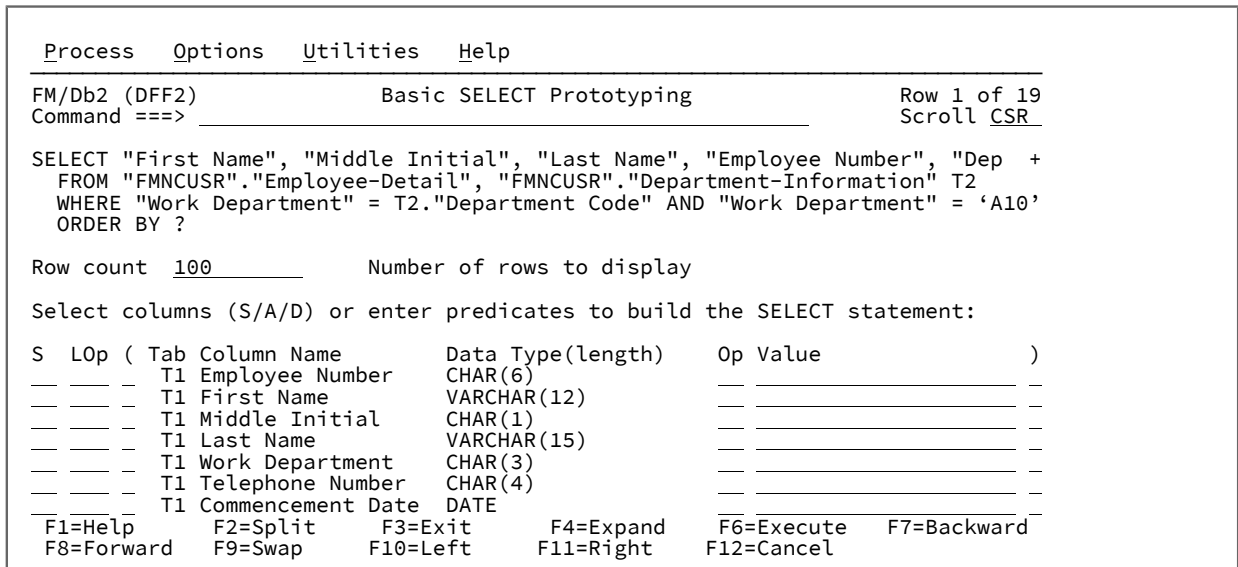 Process   Options   Utilities   Help
FM/Db2 (DFF2)               Basic SELECT Prototyping                Row 1 of 19
Command ===>                                                        Scroll CSR
SELECT "First Name", "Middle Initial", "Last Name", "Employee Number", "Dep  +
  FROM "FMNCUSR"."Employee-Detail", "FMNCUSR"."Department-Information" T2
  WHERE "Work Department" = T2."Department Code" AND "Work Department" = ‘A10’
  ORDER BY ?
Row count  100            Number of rows to display
Select columns (S/A/D) or enter predicates to build the SELECT statement:
S  LOp ( Tab Column Name        Data Type(length)    Op Value                )
T1 Employee Number    CHAR(6)
T1 First Name         VARCHAR(12)
T1 Middle Initial     CHAR(1)
T1 Last Name          VARCHAR(15)
T1 Work Department    CHAR(3)
T1 Telephone Number   CHAR(4)
T1 Commencement Date  DATE
F1=Help      F2=Split     F3=Exit       F4=Expand    F6=Execute   F7=Backward
F8=Forward   F9=Swap     F10=Left      F11=Right    F12=Cancel